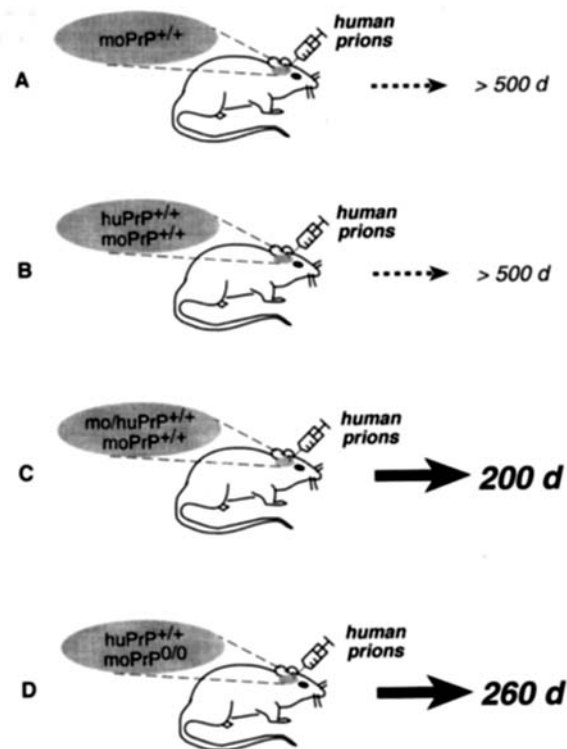 moPrP+/+
human
prions
A
> 500 d
huPrP+/+
moPrP+/+
human
prions
B
> 500 d
mo/huPrP+/+
moPrP+/+
human
prions
C
200 d
huPrP+/+
moPrP0/0
human
prions
D
260 d